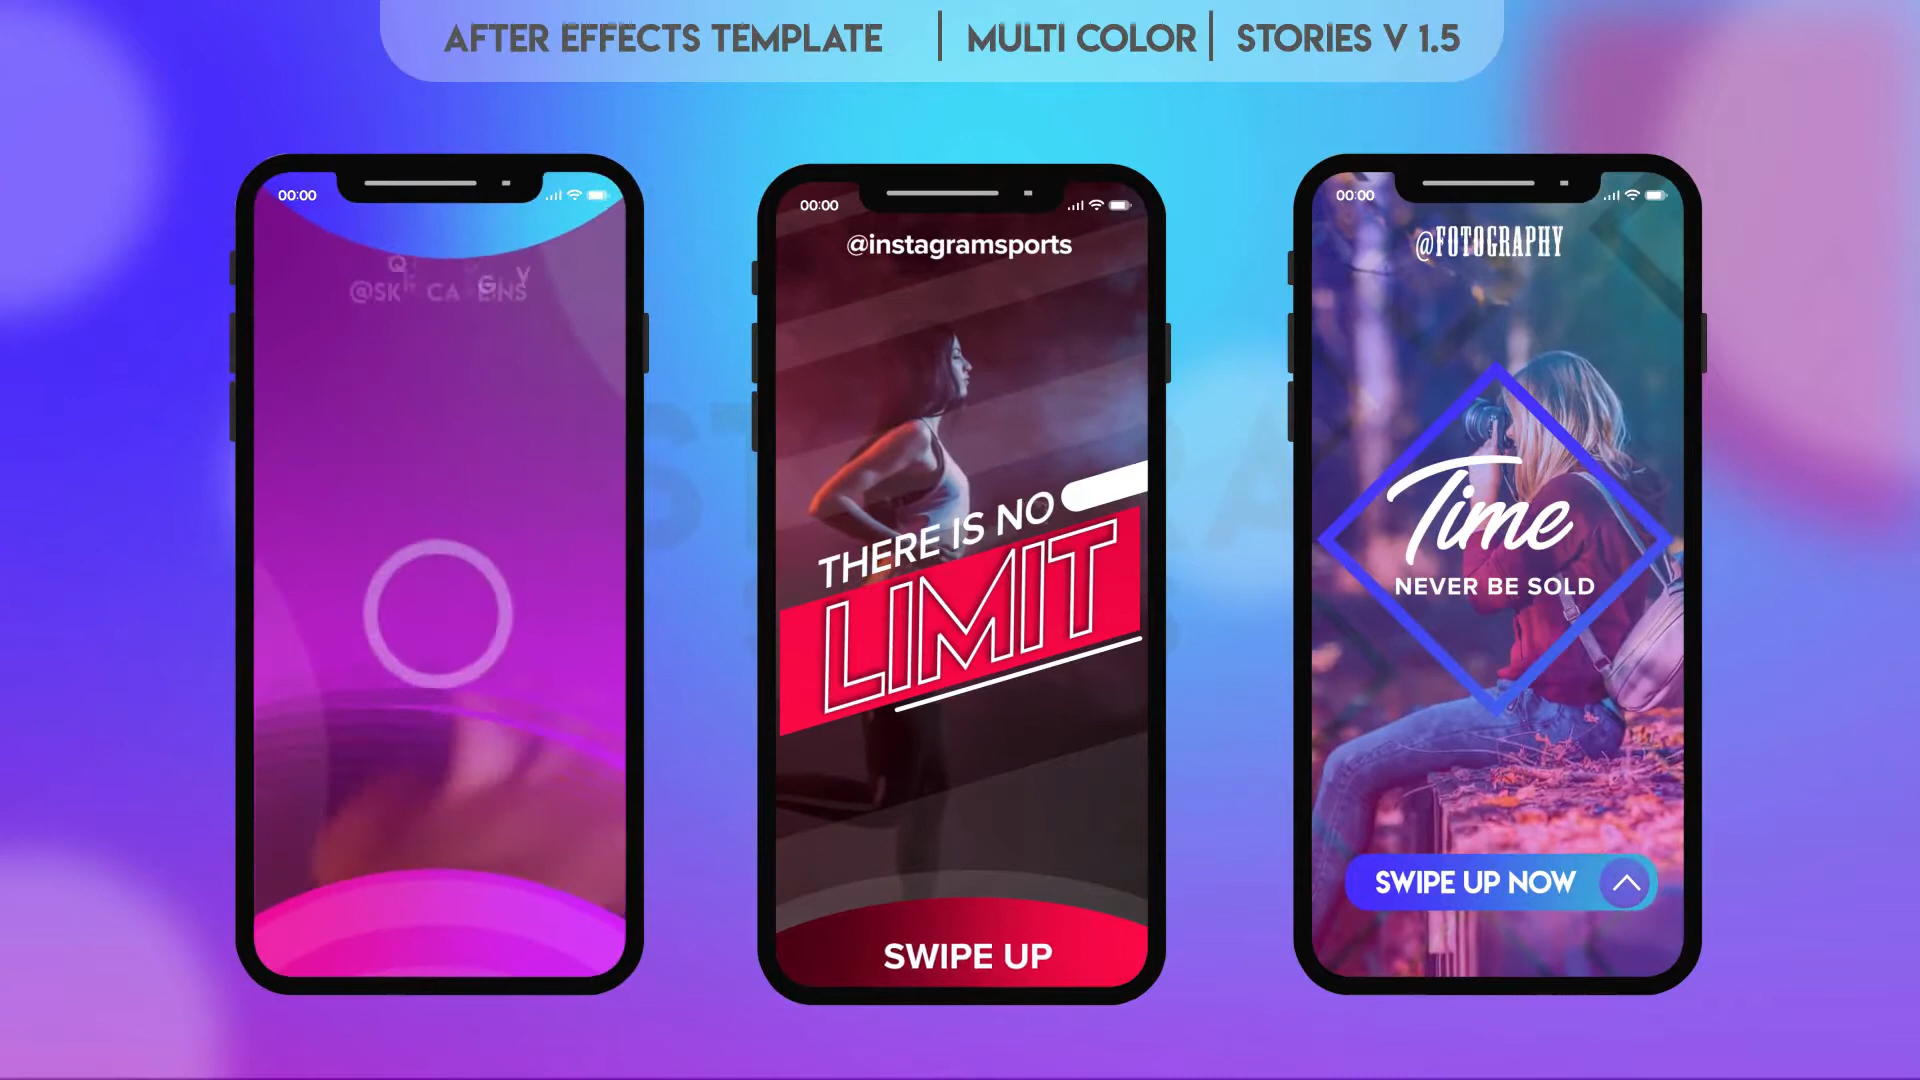 AFTER EFFECTS TEMPLATE | MULTI COLOR | STORIES V 1.5
00:00
00:00
@instagramsports
THERE IS NO
LIMIT
SWIPE UP
00:00
@FOTOGRAPHY
Time
NEVER BE SOLD
SWIPE UP NOW